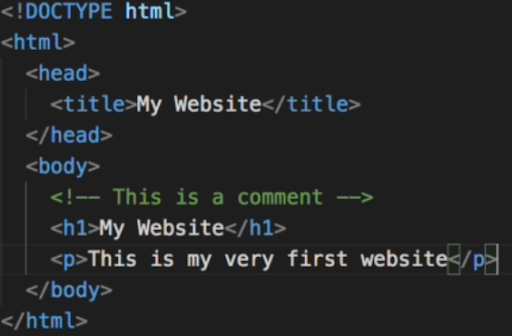 <!DOCTYPE html>
<html>
<head>
<title>My Website</title>
</head>
<body>
<!-- This is a comment -->
<h1>My Website</h1>
<p>This is my very first website</p>
</body>
</html>